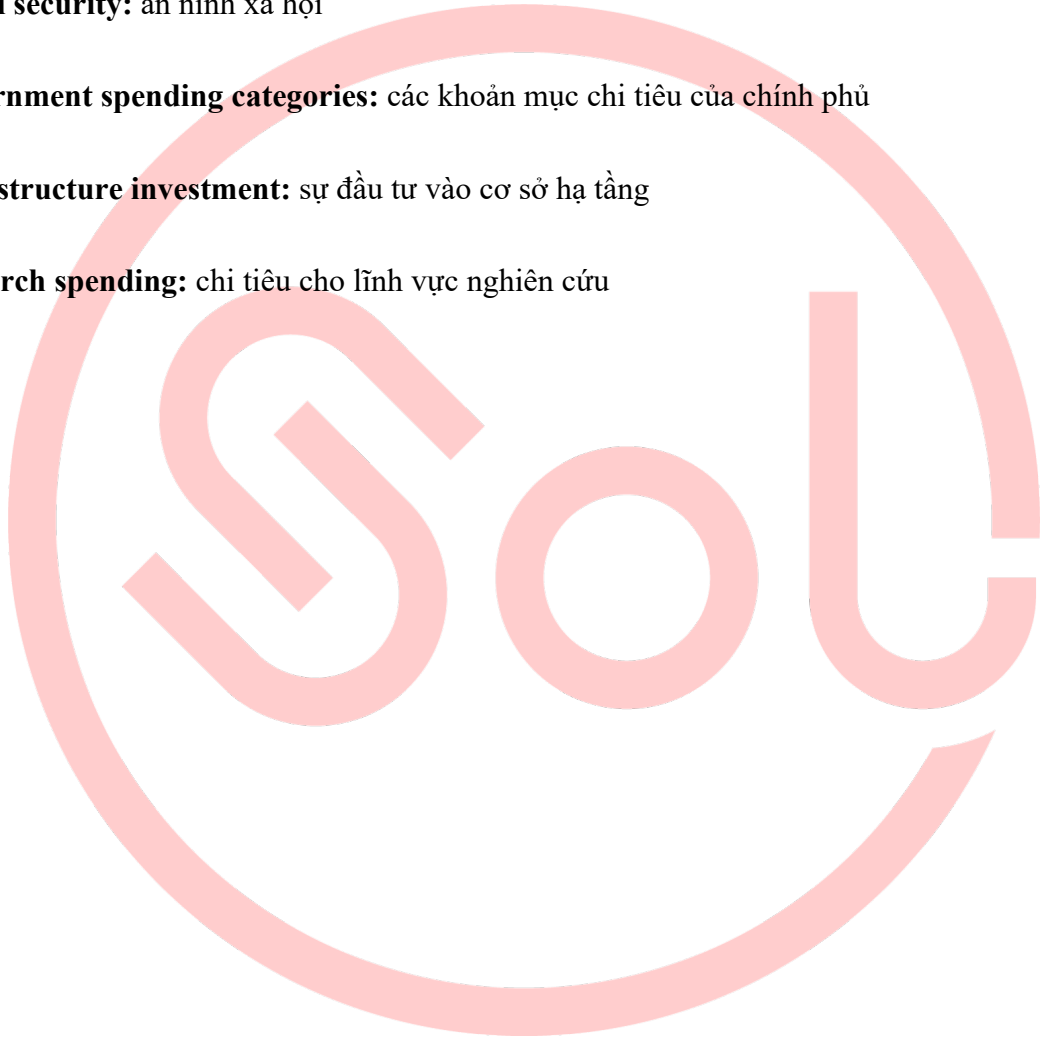 l security: an ninh xã hội
rnment spending categories: các khoản mục chi tiêu của chính phủ
structure investment: sự đầu tư vào cơ sở hạ tầng
rch spending: chi tiêu cho lĩnh vực nghiên cứu
Sol